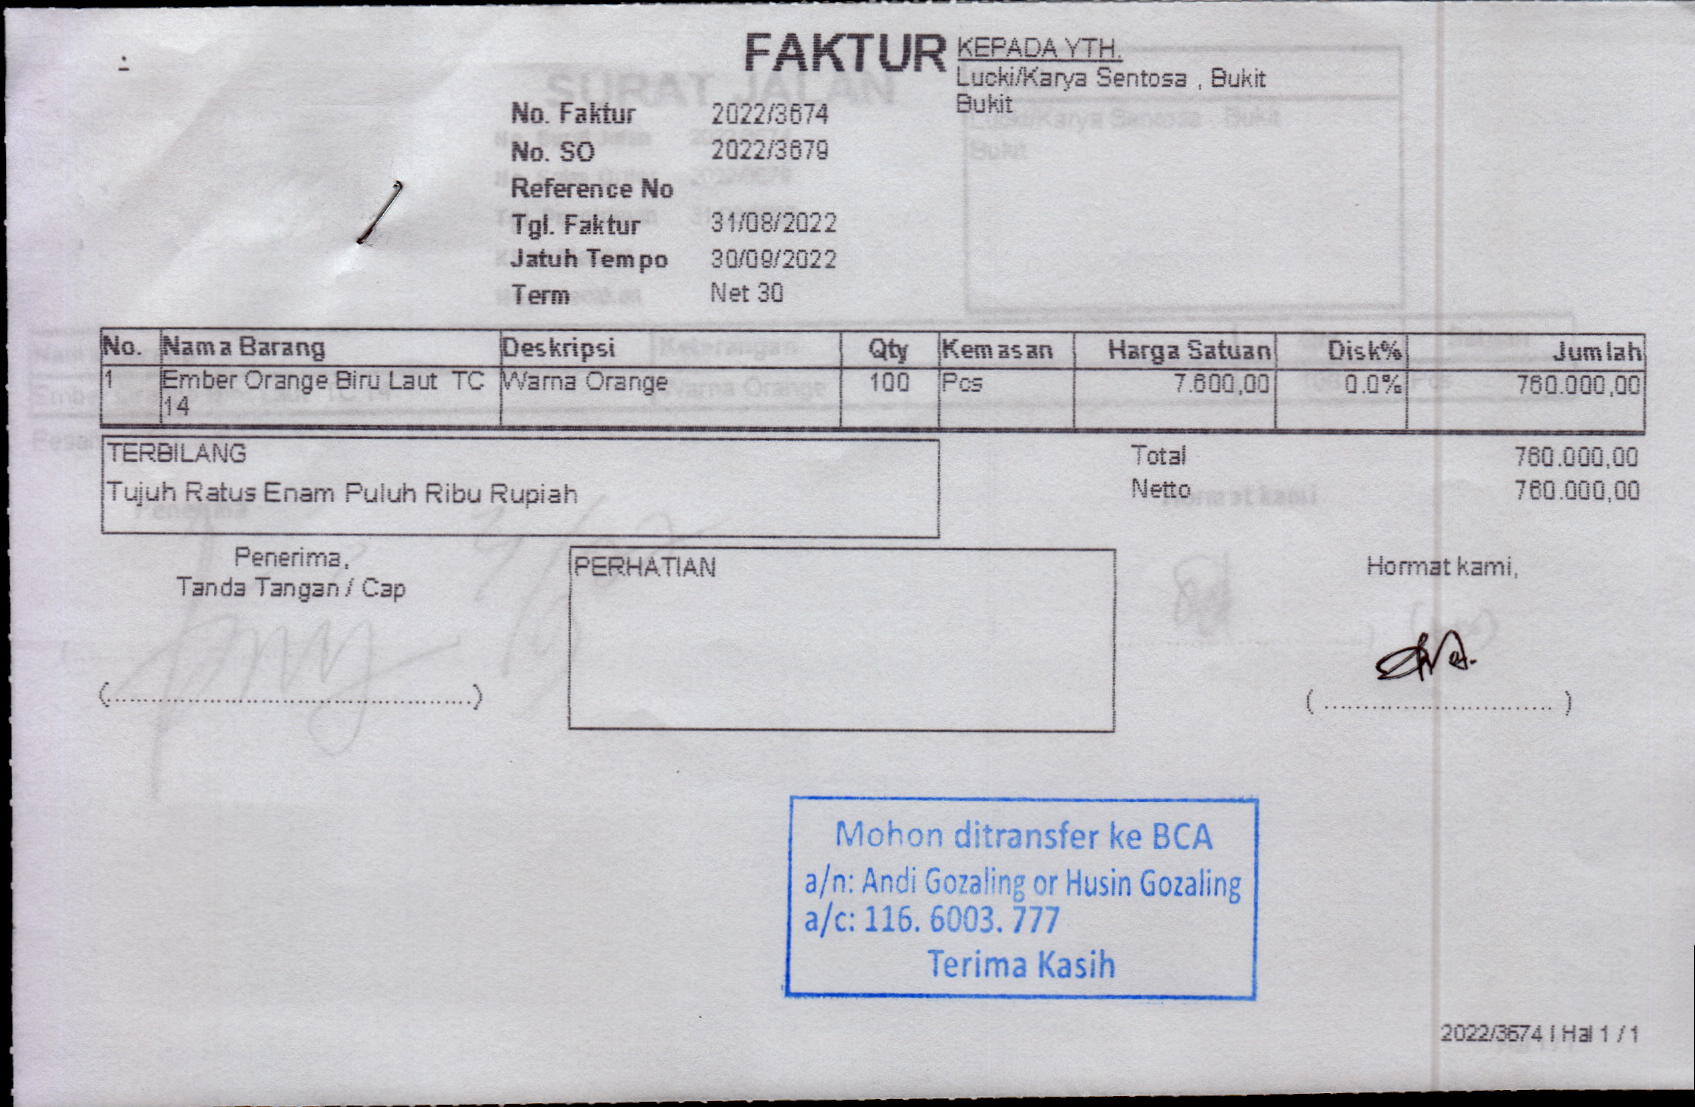 FAKTUR
KEPADA YTH.
Lucki/Karya Sentosa , Bukit
Bukit
No. Faktur 2022/3674
No. SO 2022/3679
Reference No
Tgl. Faktur 31/08/2022
Jatuh Tempo 30/09/2022
Term Net 30
No. Nama Barang Deskripsi Qty Kemasan Harga Satuan Disk% Jumlah
1 Ember Orange Biru Laut TC Warna Orange 100 Pcs 7.600,00 0.0% 760.000,00
14
TERBILANG
Tujuh Ratus Enam Puluh Ribu Rupiah
Total 760.000,00
Netto 760.000,00
Penerima,
Tanda Tangan / Cap
(..............................................)
PERHATIAN
Hormat kami,
( ............................ )
Mohon ditransfer ke BCA
a/n: Andi Gozaling or Husin Gozaling
a/c: 116. 6003. 777
Terima Kasih
2022/3674 | Hal 1 / 1